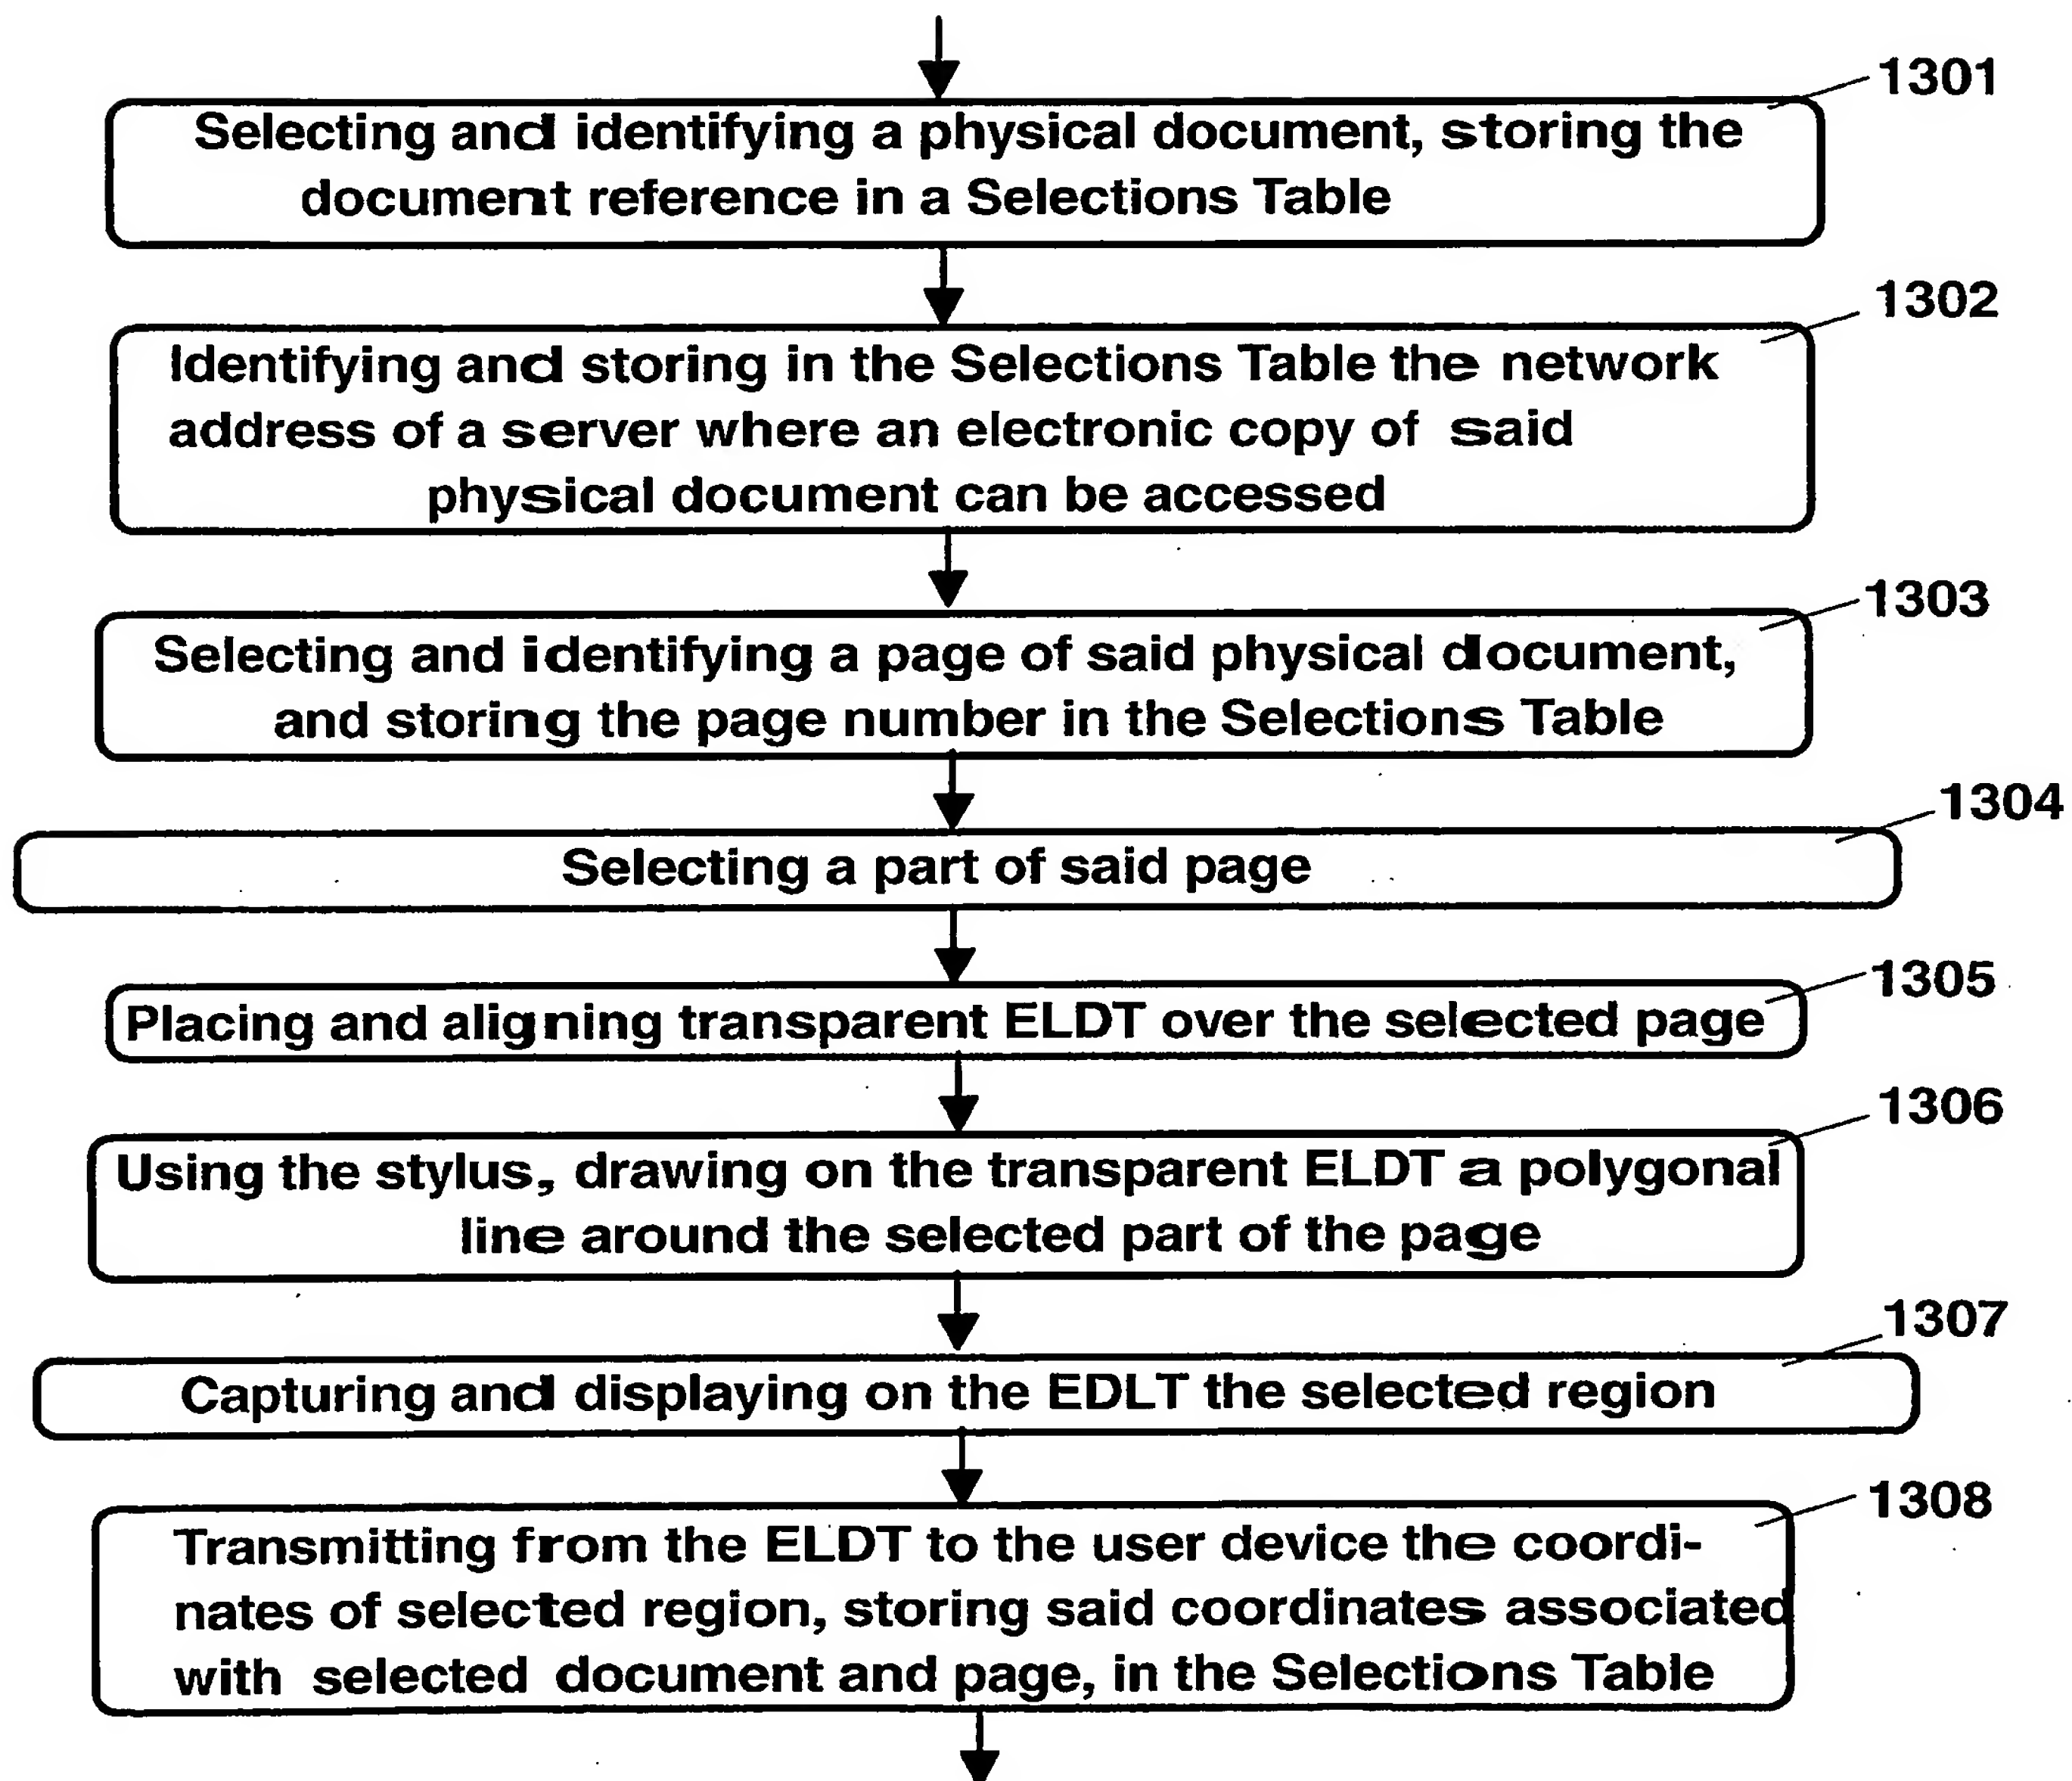 1301
Selecting and identifying a physical document, storing the
document reference in a Selections Table
1302
Identifying and storing in the Selections Table the network
address of a server where an electronic copy of said
physical document can be accessed
1303
Selecting and identifying a page of said physical document,
and storing the page number in the Selections Table
1304
Selecting a part of said page
1305
Placing and aligning transparent ELDT over the selected page
1306
Using the stylus, drawing on the transparent ELDT a polygonal
line around the selected part of the page
1307
Capturing and displaying on the EDLT the selected region
1308
Transmitting from the ELDT to the user device the coordi-
nates of selected region, storing said coordinates associated
with selected document and page, in the Selections Table